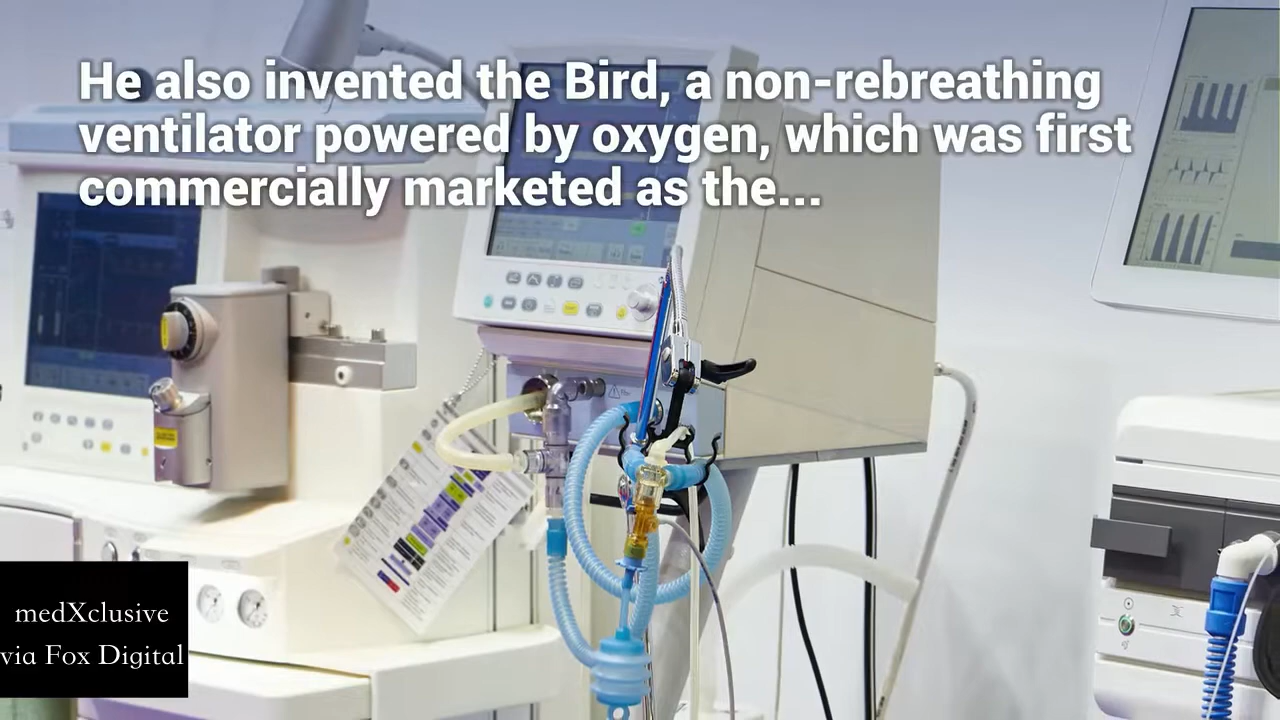 He also invented the Bird, a non-rebreathing
ventilator powered by oxygen, which was first
commercially marketed as the...
medXclusive
via Fox Digital